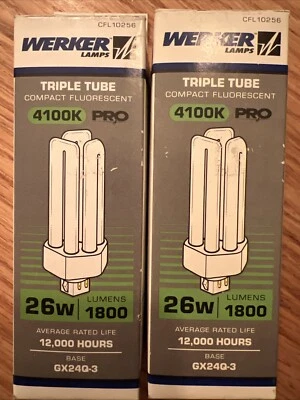 CFL10256
WERKER
LAMPS
TRIPLE TUBE
COMPACT FLUORESCENT
4100K PRO
26W
LUMENS
1800
AVERAGE RATED LIFE
12,000 HOURS
BASE
GX24Q-3
CFL10256
WERKER
LAMPS
TRIPLE TUBE
COMPACT FLUORESCENT
4100K PRO
26W
LUMENS
1800
AVERAGE RATED LIFE
12,000 HOURS
BASE
GX24Q-3